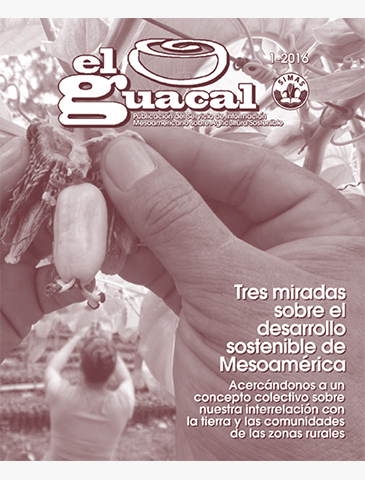 el guacal
1-2016
SIMAS
Publicación del Servicio de Información
Mesoamericano sobre Agricultura Sostenible
Tres miradas
sobre el
desarrollo
sostenible de
Mesoamérica
Acercándonos a un
concepto colectivo sobre
nuestra interrelación con
la tierra y las comunidades
de las zonas rurales